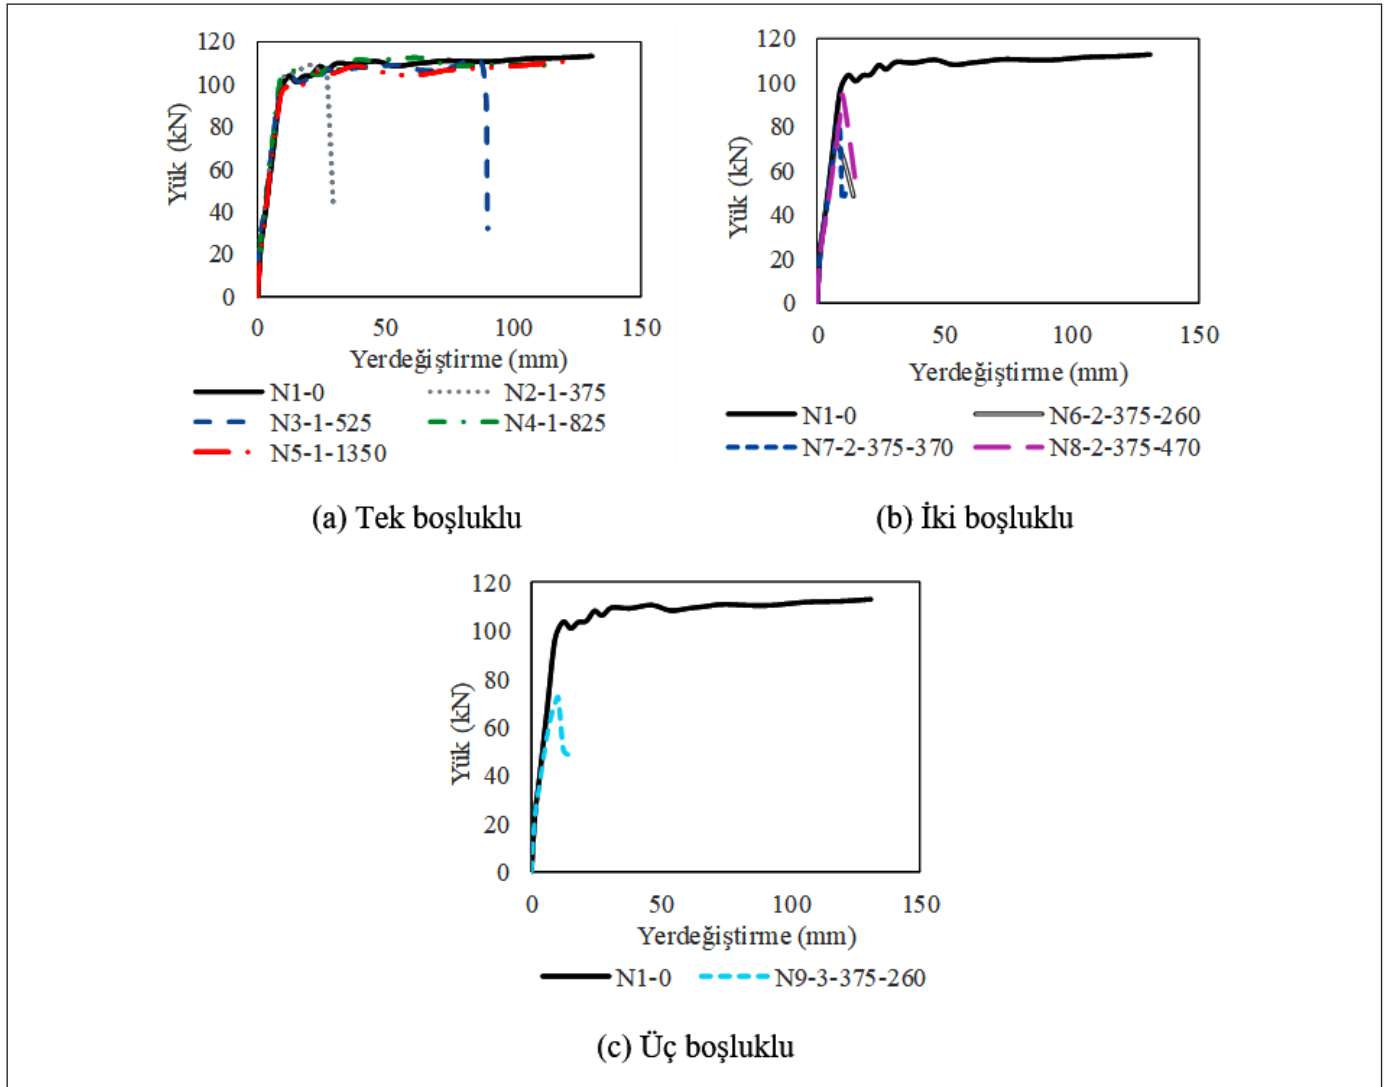 120
100
80
60
40
20
0
Yük (kN)
0 50 100 150
Yerdeğiştirme (mm)
N1-0 N2-1-375
N3-1-525 N4-1-825
N5-1-1350
(a) Tek boşluklu
120
100
80
60
40
20
0
Yük (kN)
0 50 100 150
Yerdeğiştirme (mm)
N1-0 N6-2-375-260
N7-2-375-370 N8-2-375-470
(b) İki boşluklu
120
100
80
60
40
20
0
Yük (kN)
0 50 100 150
Yerdeğiştirme (mm)
N1-0 N9-3-375-260
(c) Üç boşluklu